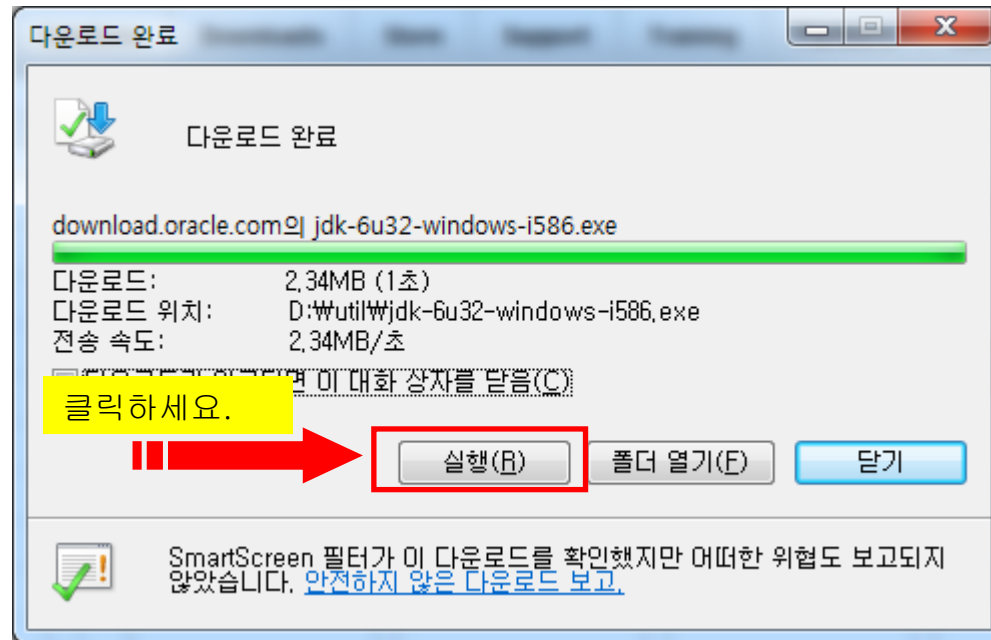 다운로드 완료
다운로드 완료
download.oracle.com의 jdk-6u32-windows-i586.exe
다운로드: 2,34MB (1초)
다운로드 위치: D:₩util₩jdk-6u32-windows-i586,exe
전송 속도: 2,34MB/초
이 대화 상자를 닫음(C)
클릭하세요.
실행(R) 폴더 열기(F) 닫기
SmartScreen 필터가 이 다운로드를 확인했지만 어떠한 위협도 보고되지
않았습니다, 안전하지 않은 다운로드 보고,